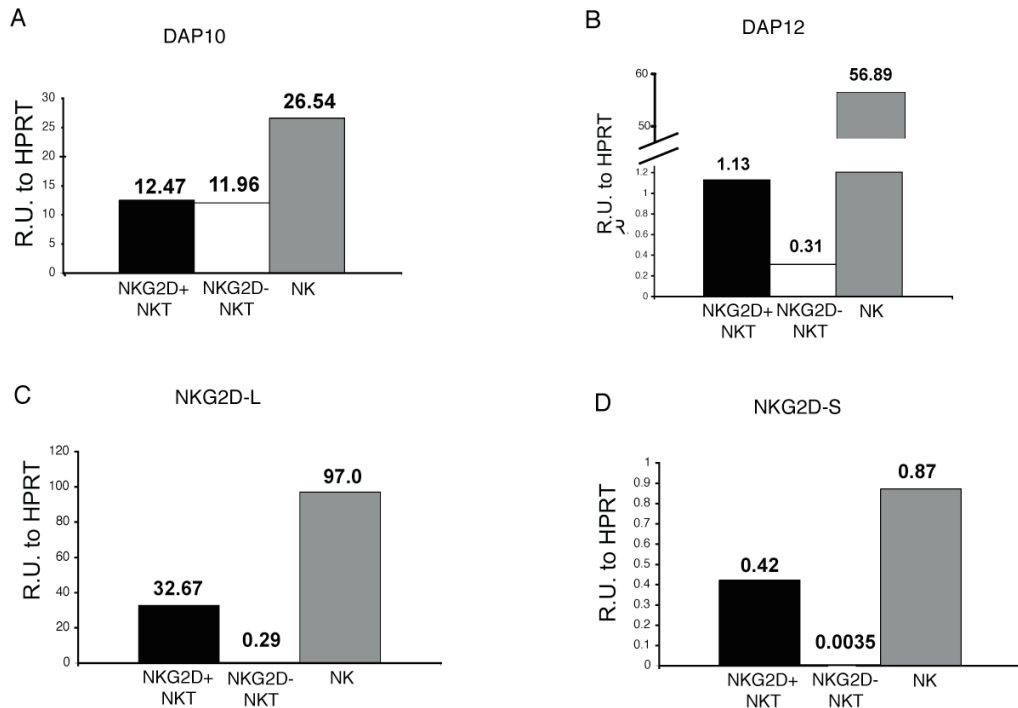 A
DAP10
R.U. to HPRT
30
25
20
15
10
5
0
12.47
11.96
26.54
NKG2D+
NKT
NKG2D-
NKT
NK
B
DAP12
R.U. to HPRT
R.
60
50
1.2
1
0.8
0.6
0.4
0.2
0
1.13
0.31
56.89
NKG2D+
NKT
NKG2D-
NKT
NK
C
NKG2D-L
R.U. to HPRT
120
100
80
60
40
20
0
32.67
0.29
97.0
NKG2D+
NKT
NKG2D-
NKT
NK
D
NKG2D-S
R.U. to HPRT
1
0.9
0.8
0.7
0.6
0.5
0.4
0.3
0.2
0.1
0
0.42
0.0035
0.87
NKG2D+
NKT
NKG2D-
NKT
NK